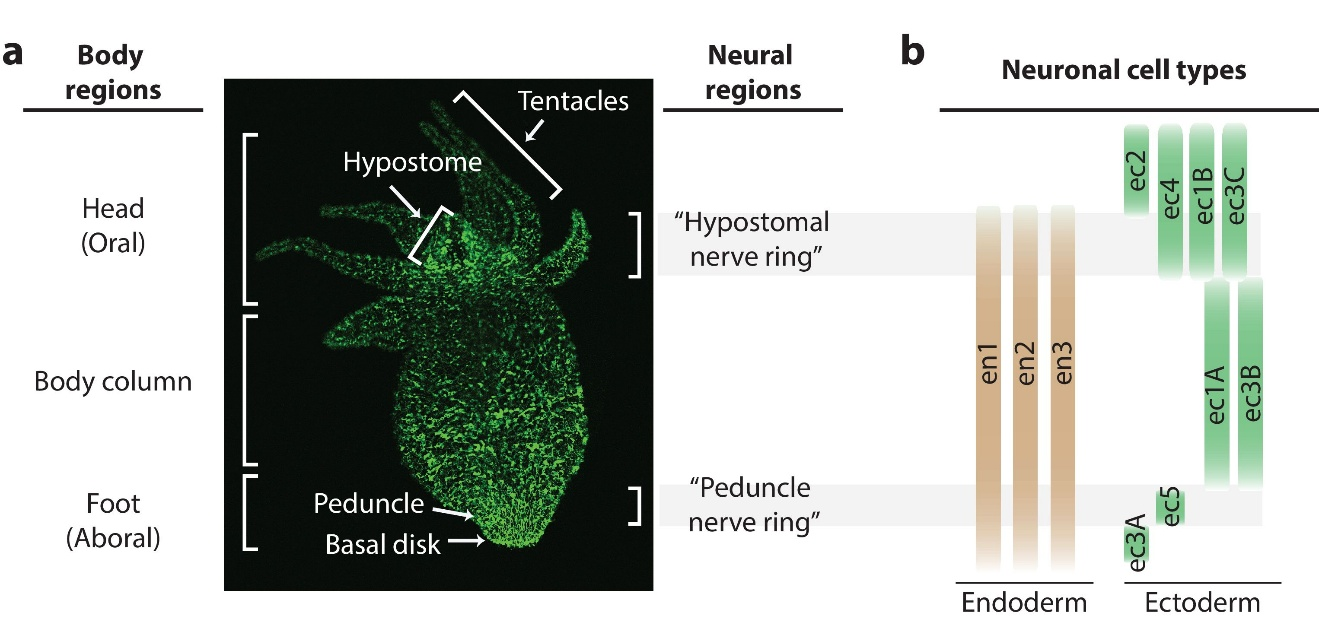 a
Body
regions
Neural
regions
b
Neuronal cell types
Tentacles
Hypostome
Head
(Oral)
"Hypostomal
nerve ring"
Body column
Foot
(Aboral)
Peduncle
Basal disk
"Peduncle
nerve ring"
ec2
ec4
ec1B
ec3C
en1
en2
en3
ec1A
ec3B
ec5
ec3A
Endoderm
Ectoderm